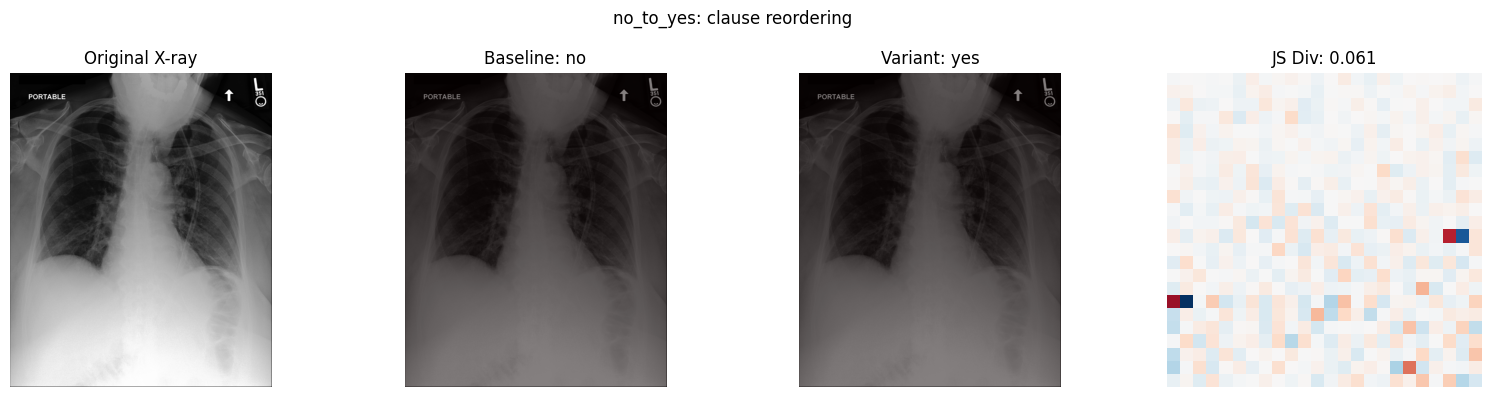 no_to_yes: clause reordering
Original X-ray
Baseline: no
Variant: yes
JS Div: 0.061
PORTABLE
L
PORTABLE
L
PORTABLE
L